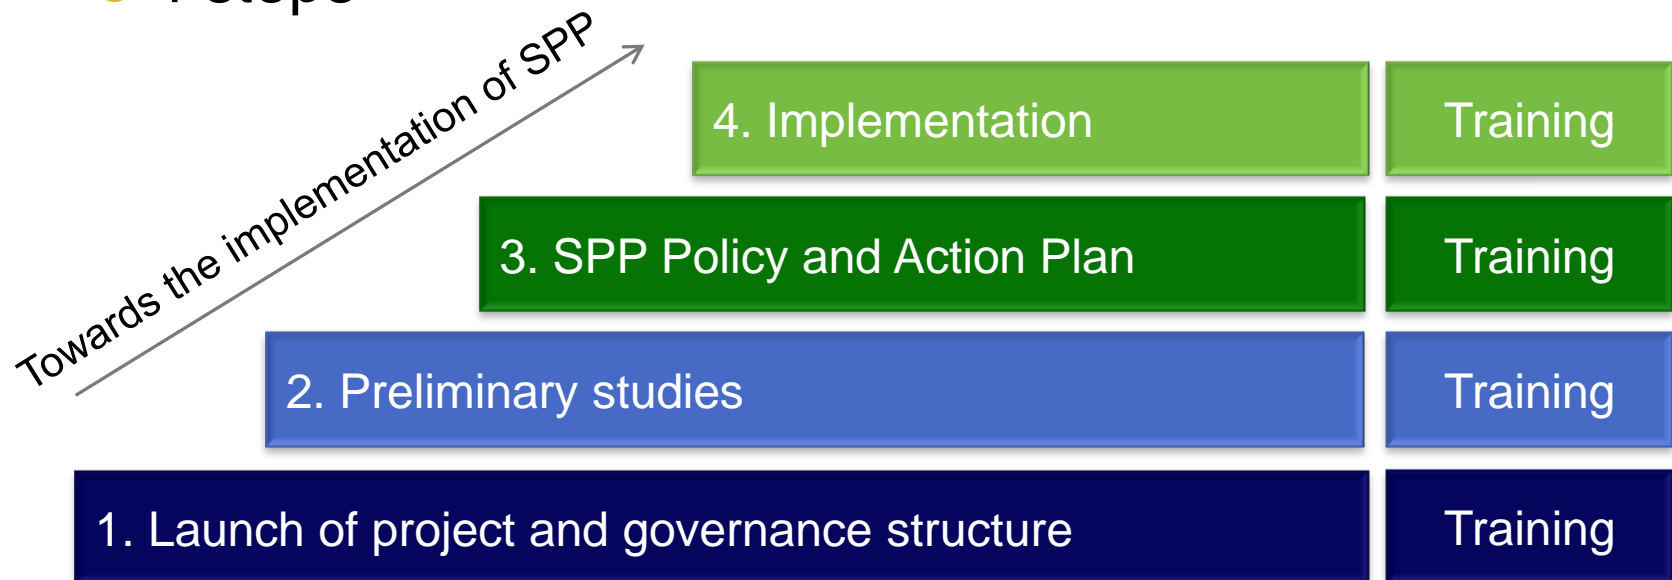 steps
Towards the implementation of SPP
4. Implementation
Training
3. SPP Policy and Action Plan
Training
2. Preliminary studies
Training
1. Launch of project and governance structure
Training